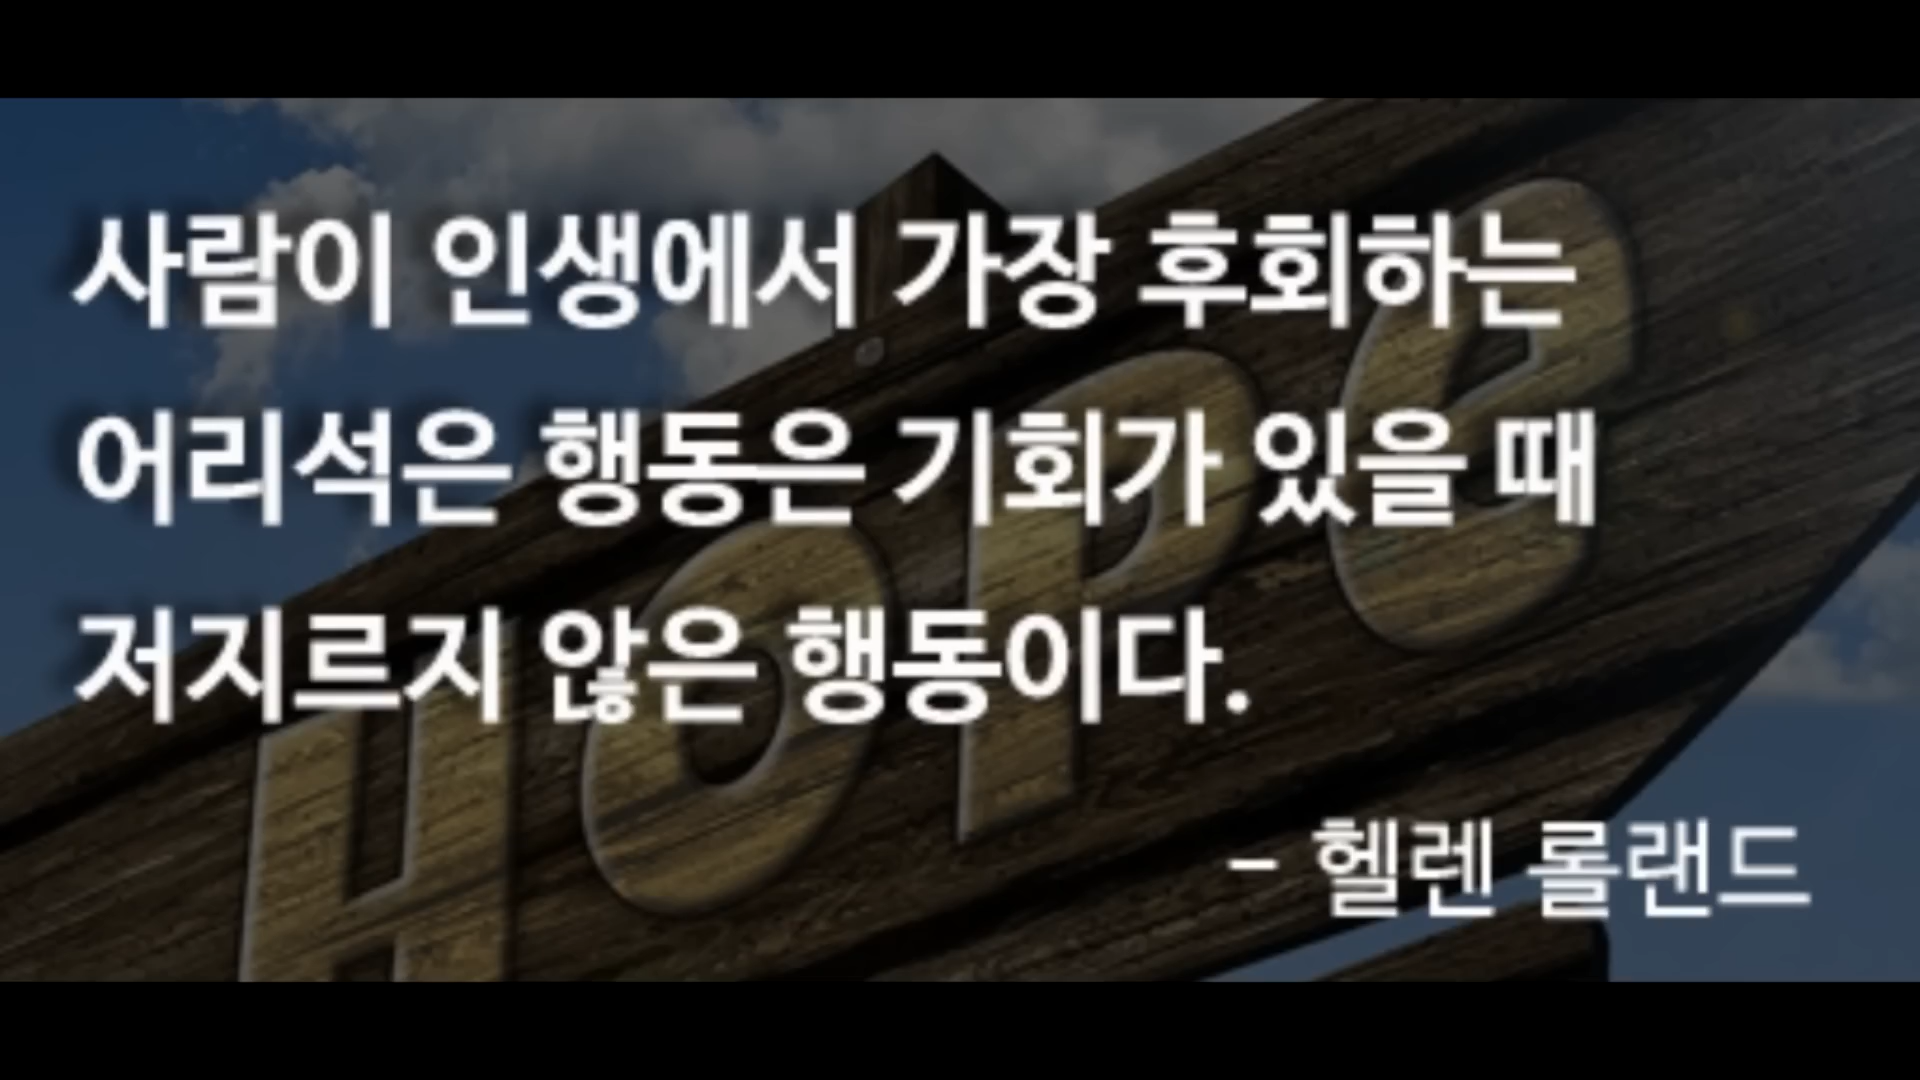 사람이 인생에서 가장 후회하는
어리석은 행동은 기회가 있을 때
저지르지 않은 행동이다.
- 헬렌 롤랜드
Hope